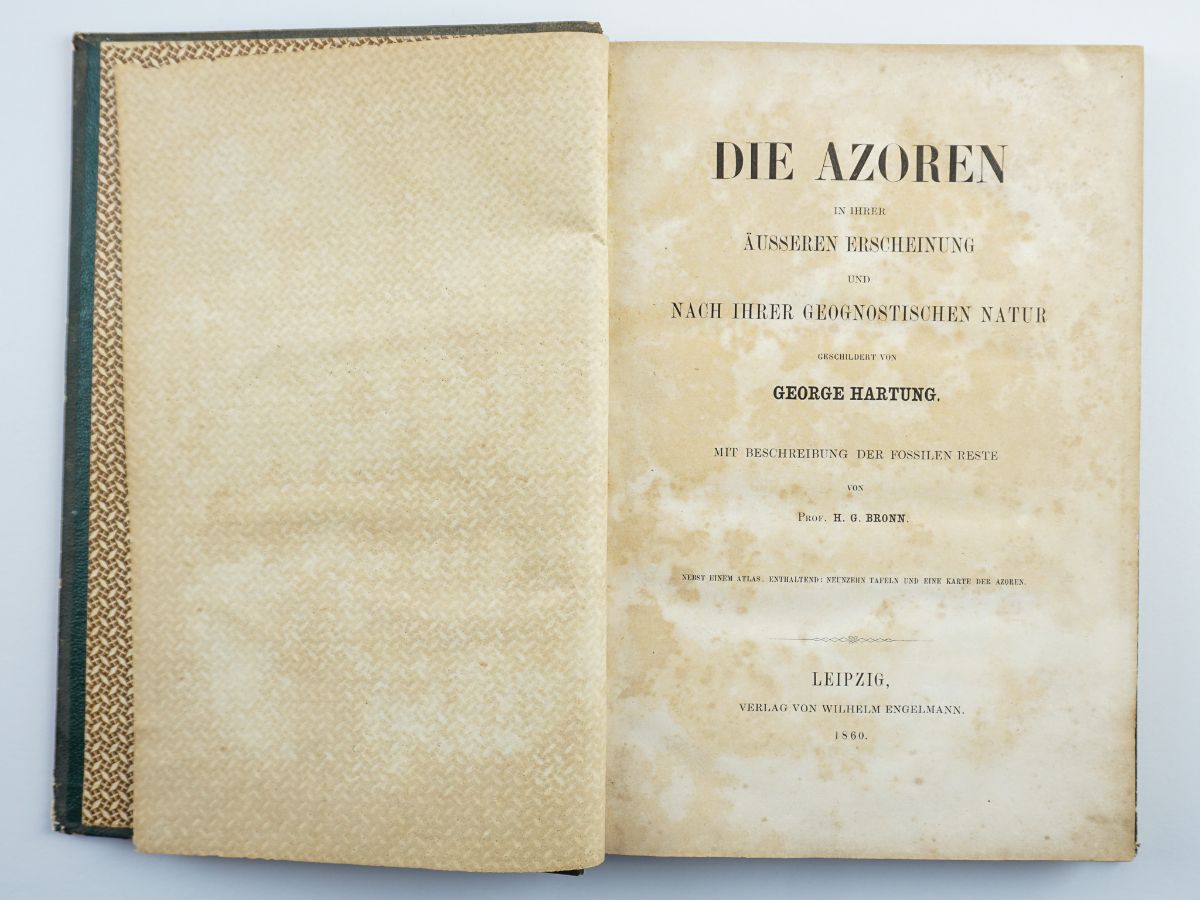 DIE AZOREN
IN IHRER
ÄUSSEREN ERSCHEINUNG
UND
NACH IHRER GEOGNOSTISCHEN NATUR
GESCHILDERT VON
GEORGE HARTUNG.
MIT BESCHREIBUNG DER FOSSILEN RESTE
VON
PROF. H. G. BRONN.
NEBST EINEM ATLAS, ENTHALTEND: NEUNZEHN TAFELN UND EINE KARTE DER AZOREN.
LEIPZIG,
VERLAG VON WILHELM ENGELMANN.
1860.